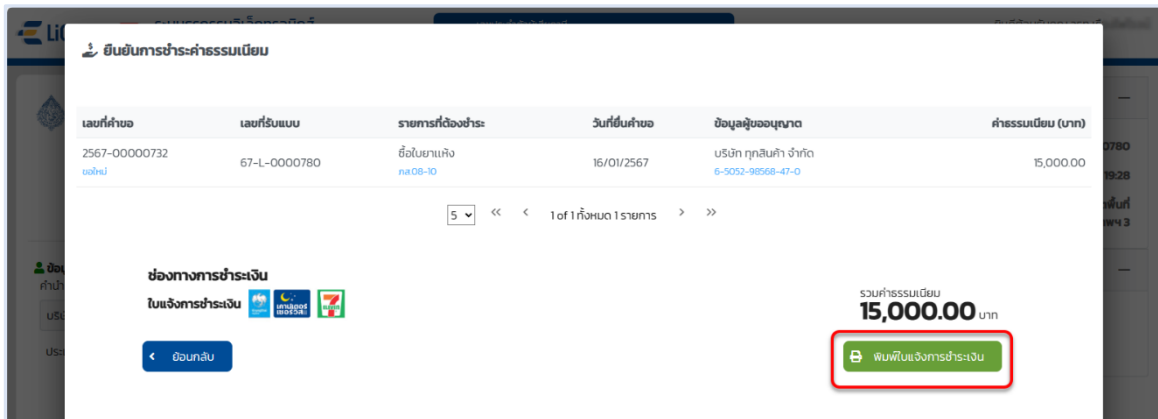 ยืนยันการชำระค่าธรรมเนียม
เลขที่คำขอ เลขที่รับแบบ รายการที่ต้องชำระ วันที่ยื่นคำขอ ข้อมูลผู้ขออนุญาต ค่าธรรมเนียม (บาท)
2567-00000732 67-L-0000780 ซื้อใบยาแห้ง 16/01/2567 บริษัท ทุกสินค้า จำกัด 15,000.00
ขอใหม่ ภส.08-10 6-5052-98568-47-0
5 << < 1 of 1 ทั้งหมด 1 รายการ > >>
ช่องทางการชำระเงิน
ใบแจ้งการชำระเงิน
รวมค่าธรรมเนียม
15,000.00 บาท
ย้อนกลับ
พิมพ์ใบแจ้งการชำระเงิน
0780
19:28